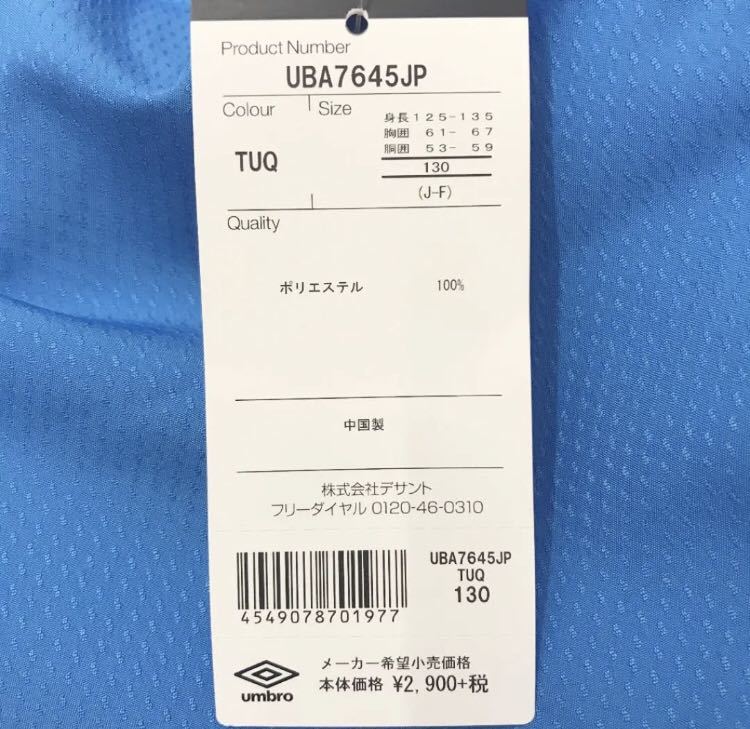 Product Number
UBA7645JP
Colour
Size
TUQ
身長125-135
胸囲 61- 67
胴囲 53- 59
130
(J-F)
Quality
ポリエステル 100%
中国製
株式会社デサント
フリーダイヤル 0120-46-0310
UBA7645JP
TUQ
130
4549078701977
umbro
メーカー希望小売価格
本体価格 ¥2,900+税